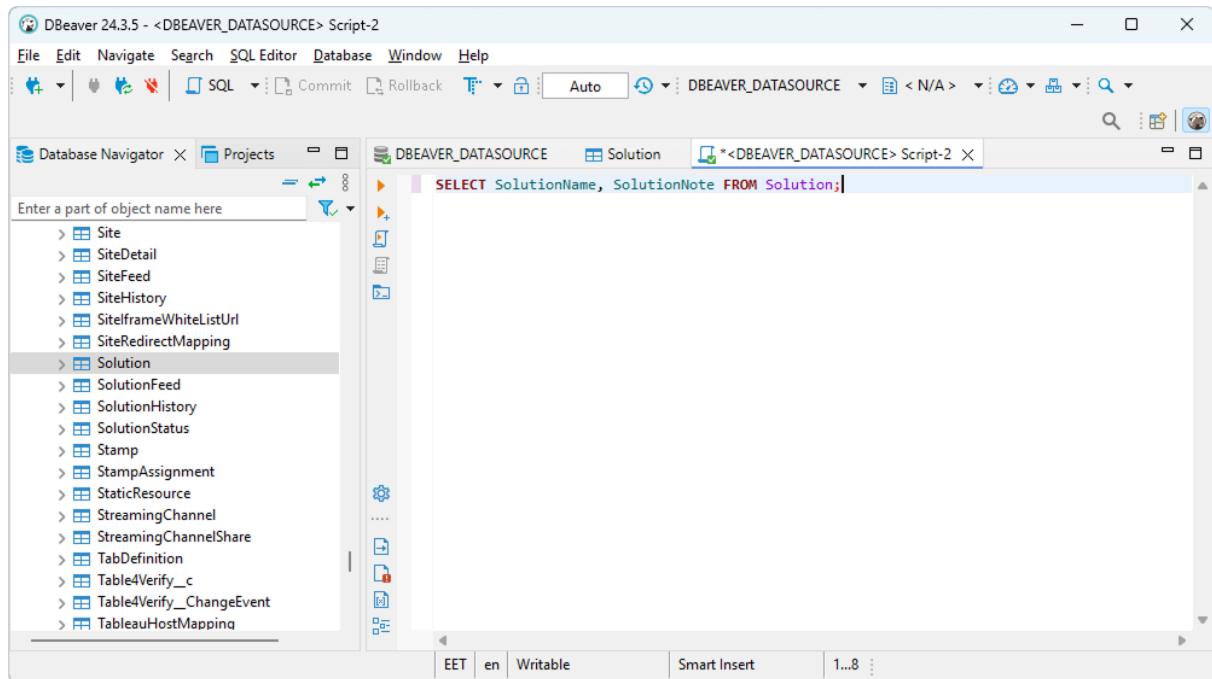 DBeaver 24.3.5 - <DBEAVER_DATASOURCE> Script-2
File Edit Navigate Search SQL Editor Database Window Help
SQL Commit Rollback Auto DBEAVER_DATASOURCE < N/A >
Database Navigator Projects
DBEAVER_DATASOURCE Solution *<DBEAVER_DATASOURCE> Script-2
Enter a part of object name here
Site
SiteDetail
SiteFeed
SiteHistory
SiteIframeWhiteListUrl
SiteRedirectMapping
Solution
SolutionFeed
SolutionHistory
SolutionStatus
Stamp
StampAssignment
StaticResource
StreamingChannel
StreamingChannelShare
TabDefinition
Table4Verify__c
Table4Verify__ChangeEvent
TableauHostMapping
SELECT SolutionName, SolutionNote FROM Solution;
EET en Writable Smart Insert 1...8